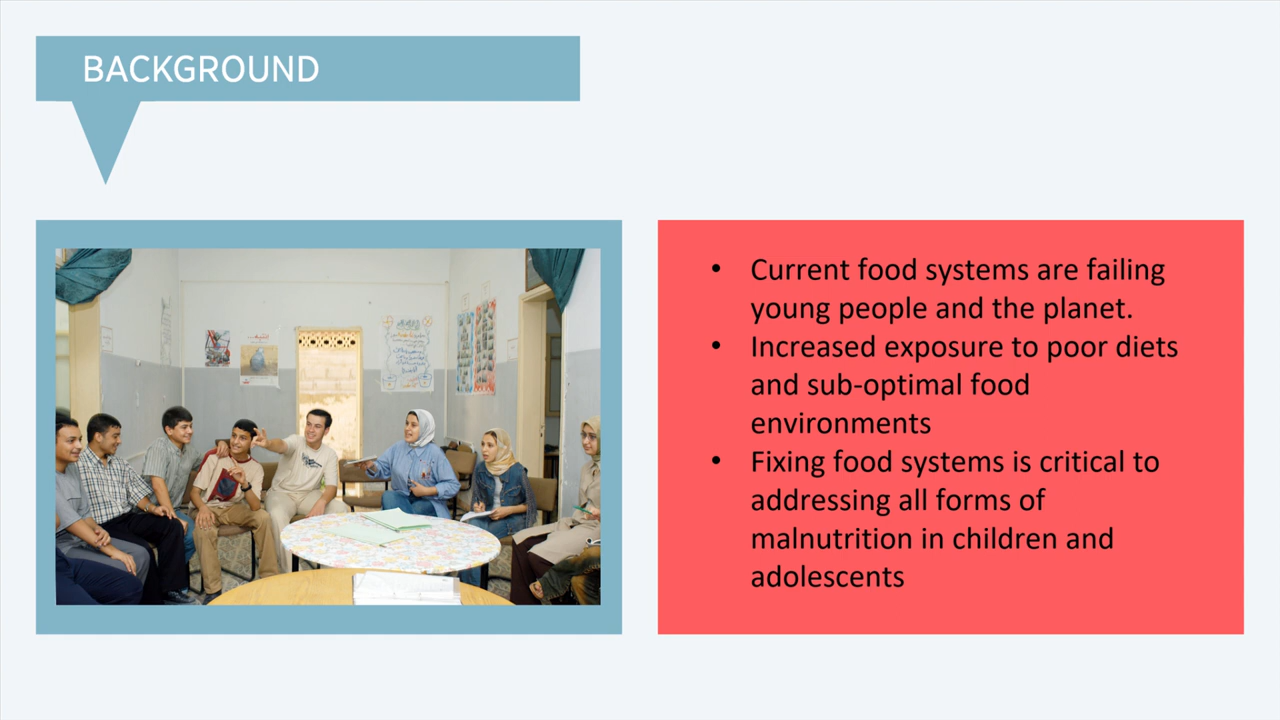 BACKGROUND
• Current food systems are failing
young people and the planet.
• Increased exposure to poor diets
and sub-optimal food
environments
• Fixing food systems is critical to
addressing all forms of
malnutrition in children and
adolescents